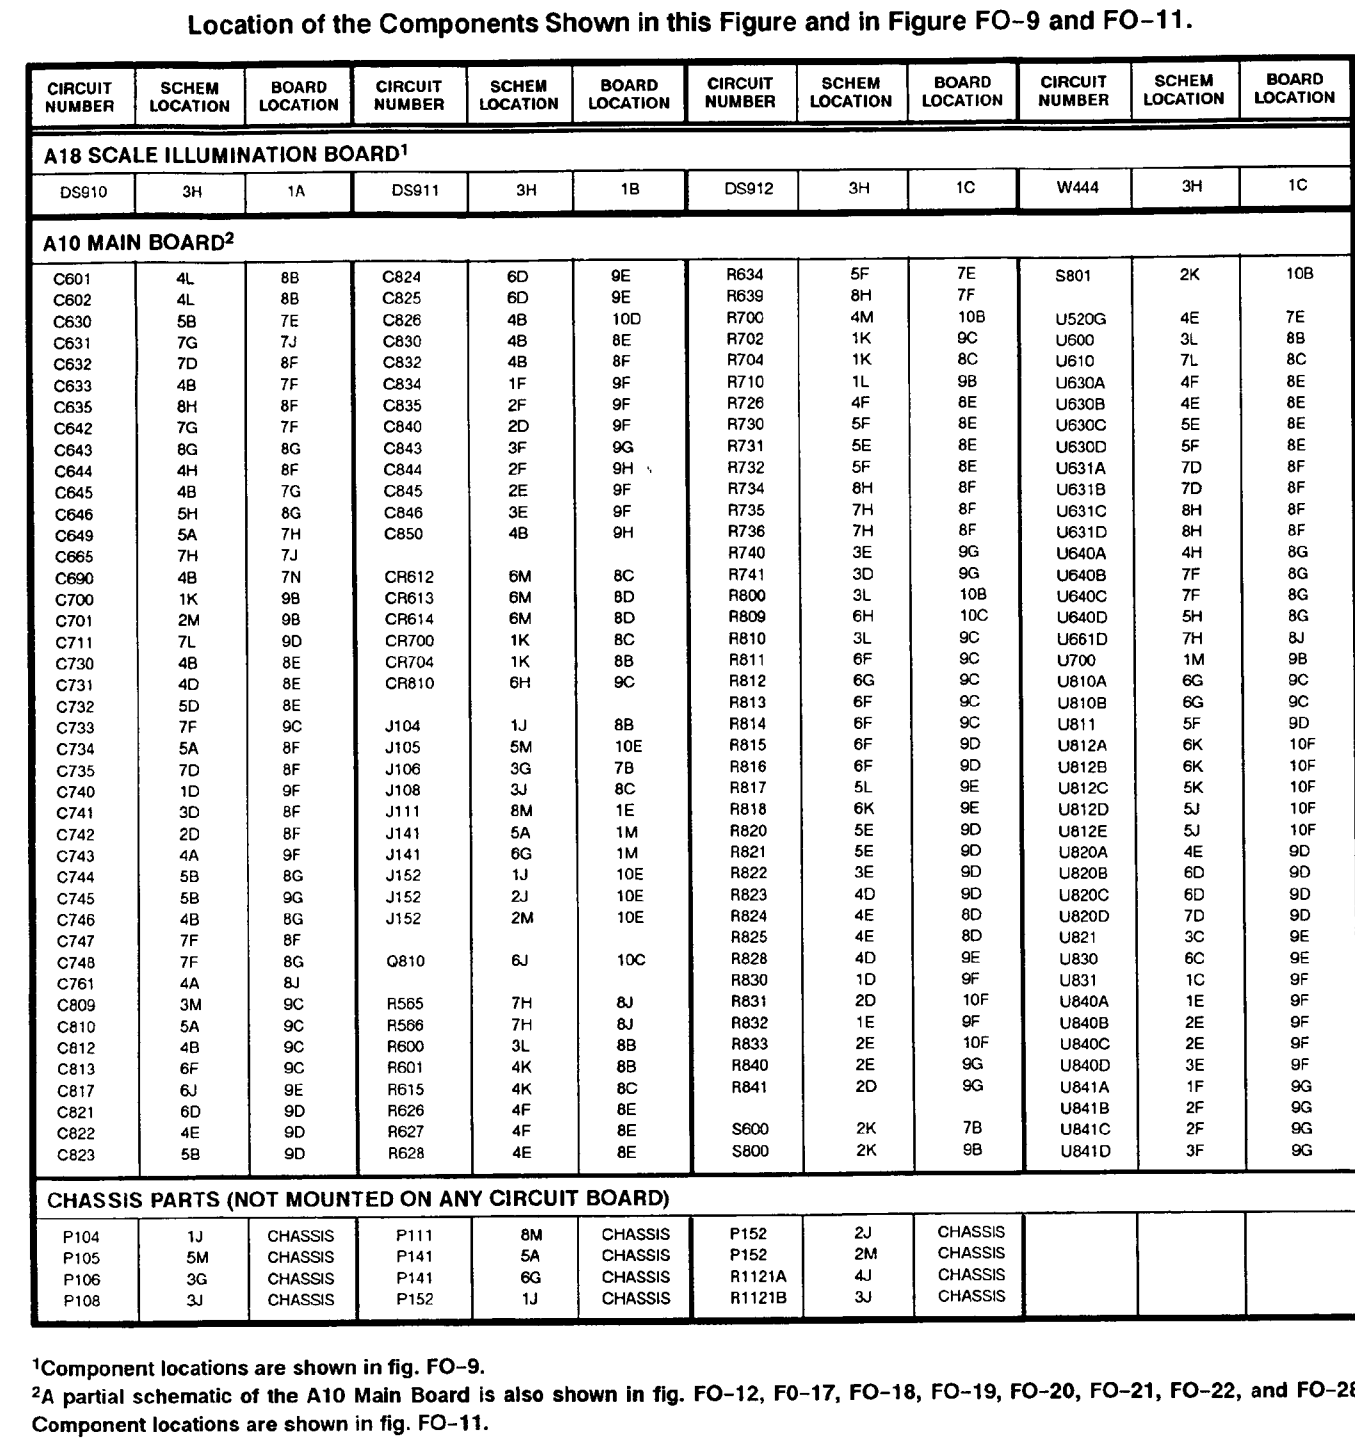 Location of the Components Shown in this Figure and in Figure FO-9 and FO-11.
CIRCUIT NUMBER SCHEM LOCATION BOARD LOCATION CIRCUIT NUMBER SCHEM LOCATION BOARD LOCATION CIRCUIT NUMBER SCHEM LOCATION BOARD LOCATION CIRCUIT NUMBER SCHEM LOCATION BOARD LOCATION
A18 SCALE ILLUMINATION BOARD1
DS910 3H 1A DS911 3H 1B DS912 3H 1C W444 3H 1C
A10 MAIN BOARD2
C601 4L 8B C824 6D 9E R634 5F 7E S801 2K 10B
C602 4L 8B C825 6D 9E R639 8H 7F
C630 5B 7E C826 4B 10D R700 4M 10B U520G 4E 7E
C631 7G 7J C830 4B 8E R702 1K 9C U600 3L 8B
C632 7D 8F C832 4B 8F R704 1K 8C U610 7L 8C
C633 4B 7F C834 1F 9F R710 1L 9B U630A 4F 8E
C635 8H 8F C835 2F 9F R726 4F 8E U630B 4E 8E
C642 7G 7F C840 2D 9F R730 5F 8E U630C 5E 8E
C643 8G 8G C843 3F 9G R731 5E 8E U630D 5F 8E
C644 4H 8F C844 2F 9H R732 5F 8E U631A 7D 8F
C645 4B 7G C845 2E 9F R734 8H 8F U631B 7D 8F
C646 5H 8G C846 3E 9F R735 7H 8F U631C 8H 8F
C649 5A 7H C850 4B 9H R736 7H 8F U631D 8H 8F
C665 7H 7J R740 3E 9G U640A 4H 8G
C690 4B 7N CR612 6M 8C R741 3D 9G U640B 7F 8G
C700 1K 9B CR613 6M 8D R800 3L 10B U640C 7F 8G
C701 2M 9B CR614 6M 8D R809 6H 10C U640D 5H 8G
C711 7L 9D CR700 1K 8C R810 3L 9C U661D 7H 8J
C730 4B 8E CR704 1K 8B R811 6F 9C U700 1M 9B
C731 4D 8E CR810 6H 9C R812 6G 9C U810A 6G 9C
C732 5D 8E R813 6F 9C U810B 6G 9C
C733 7F 9C J104 1J 8B R814 6F 9C U811 5F 9D
C734 5A 8F J105 5M 10E R815 6F 9D U812A 6K 10F
C735 7D 8F J106 3G 7B R816 6F 9D U812B 6K 10F
C740 1D 9F J108 3J 8C R817 5L 9E U812C 5K 10F
C741 3D 8F J111 8M 1E R818 6K 9E U812D 5J 10F
C742 2D 8F J141 5A 1M R820 5E 9D U812E 5J 10F
C743 4A 9F J141 6G 1M R821 5E 9D U820A 4E 9D
C744 5B 8G J152 1J 10E R822 3E 9D U820B 6D 9D
C745 5B 9G J152 2J 10E R823 4D 9D U820C 6D 9D
C746 4B 8G J152 2M 10E R824 4E 8D U820D 7D 9D
C747 7F 8F R825 4E 8D U821 3C 9E
C748 7F 8G Q810 6J 10C R828 4D 9E U830 6C 9E
C761 4A 8J R830 1D 9F U831 1C 9F
C809 3M 9C R565 7H 8J R831 2D 10F U840A 1E 9F
C810 5A 9C R566 7H 8J R832 1E 9F U840B 2E 9F
C812 4B 9C R600 3L 8B R833 2E 10F U840C 2E 9F
C813 6F 9C R601 4K 8B R840 2E 9G U840D 3E 9F
C817 6J 9E R615 4K 8C R841 2D 9G U841A 1F 9G
C821 6D 9D R626 4F 8E U841B 2F 9G
C822 4E 9D R627 4F 8E S600 2K 7B U841C 2F 9G
C823 5B 9D R628 4E 8E S800 2K 9B U841D 3F 9G
CHASSIS PARTS (NOT MOUNTED ON ANY CIRCUIT BOARD)
P104 1J CHASSIS P111 8M CHASSIS P152 2J CHASSIS
P105 5M CHASSIS P141 5A CHASSIS P152 2M CHASSIS
P106 3G CHASSIS P141 6G CHASSIS R1121A 4J CHASSIS
P108 3J CHASSIS P152 1J CHASSIS R1121B 3J CHASSIS
1Component locations are shown in fig. FO-9.
2A partial schematic of the A10 Main Board is also shown in fig. FO-12, F0-17, FO-18, FO-19, FO-20, FO-21, FO-22, and FO-28
Component locations are shown in fig. FO-11.